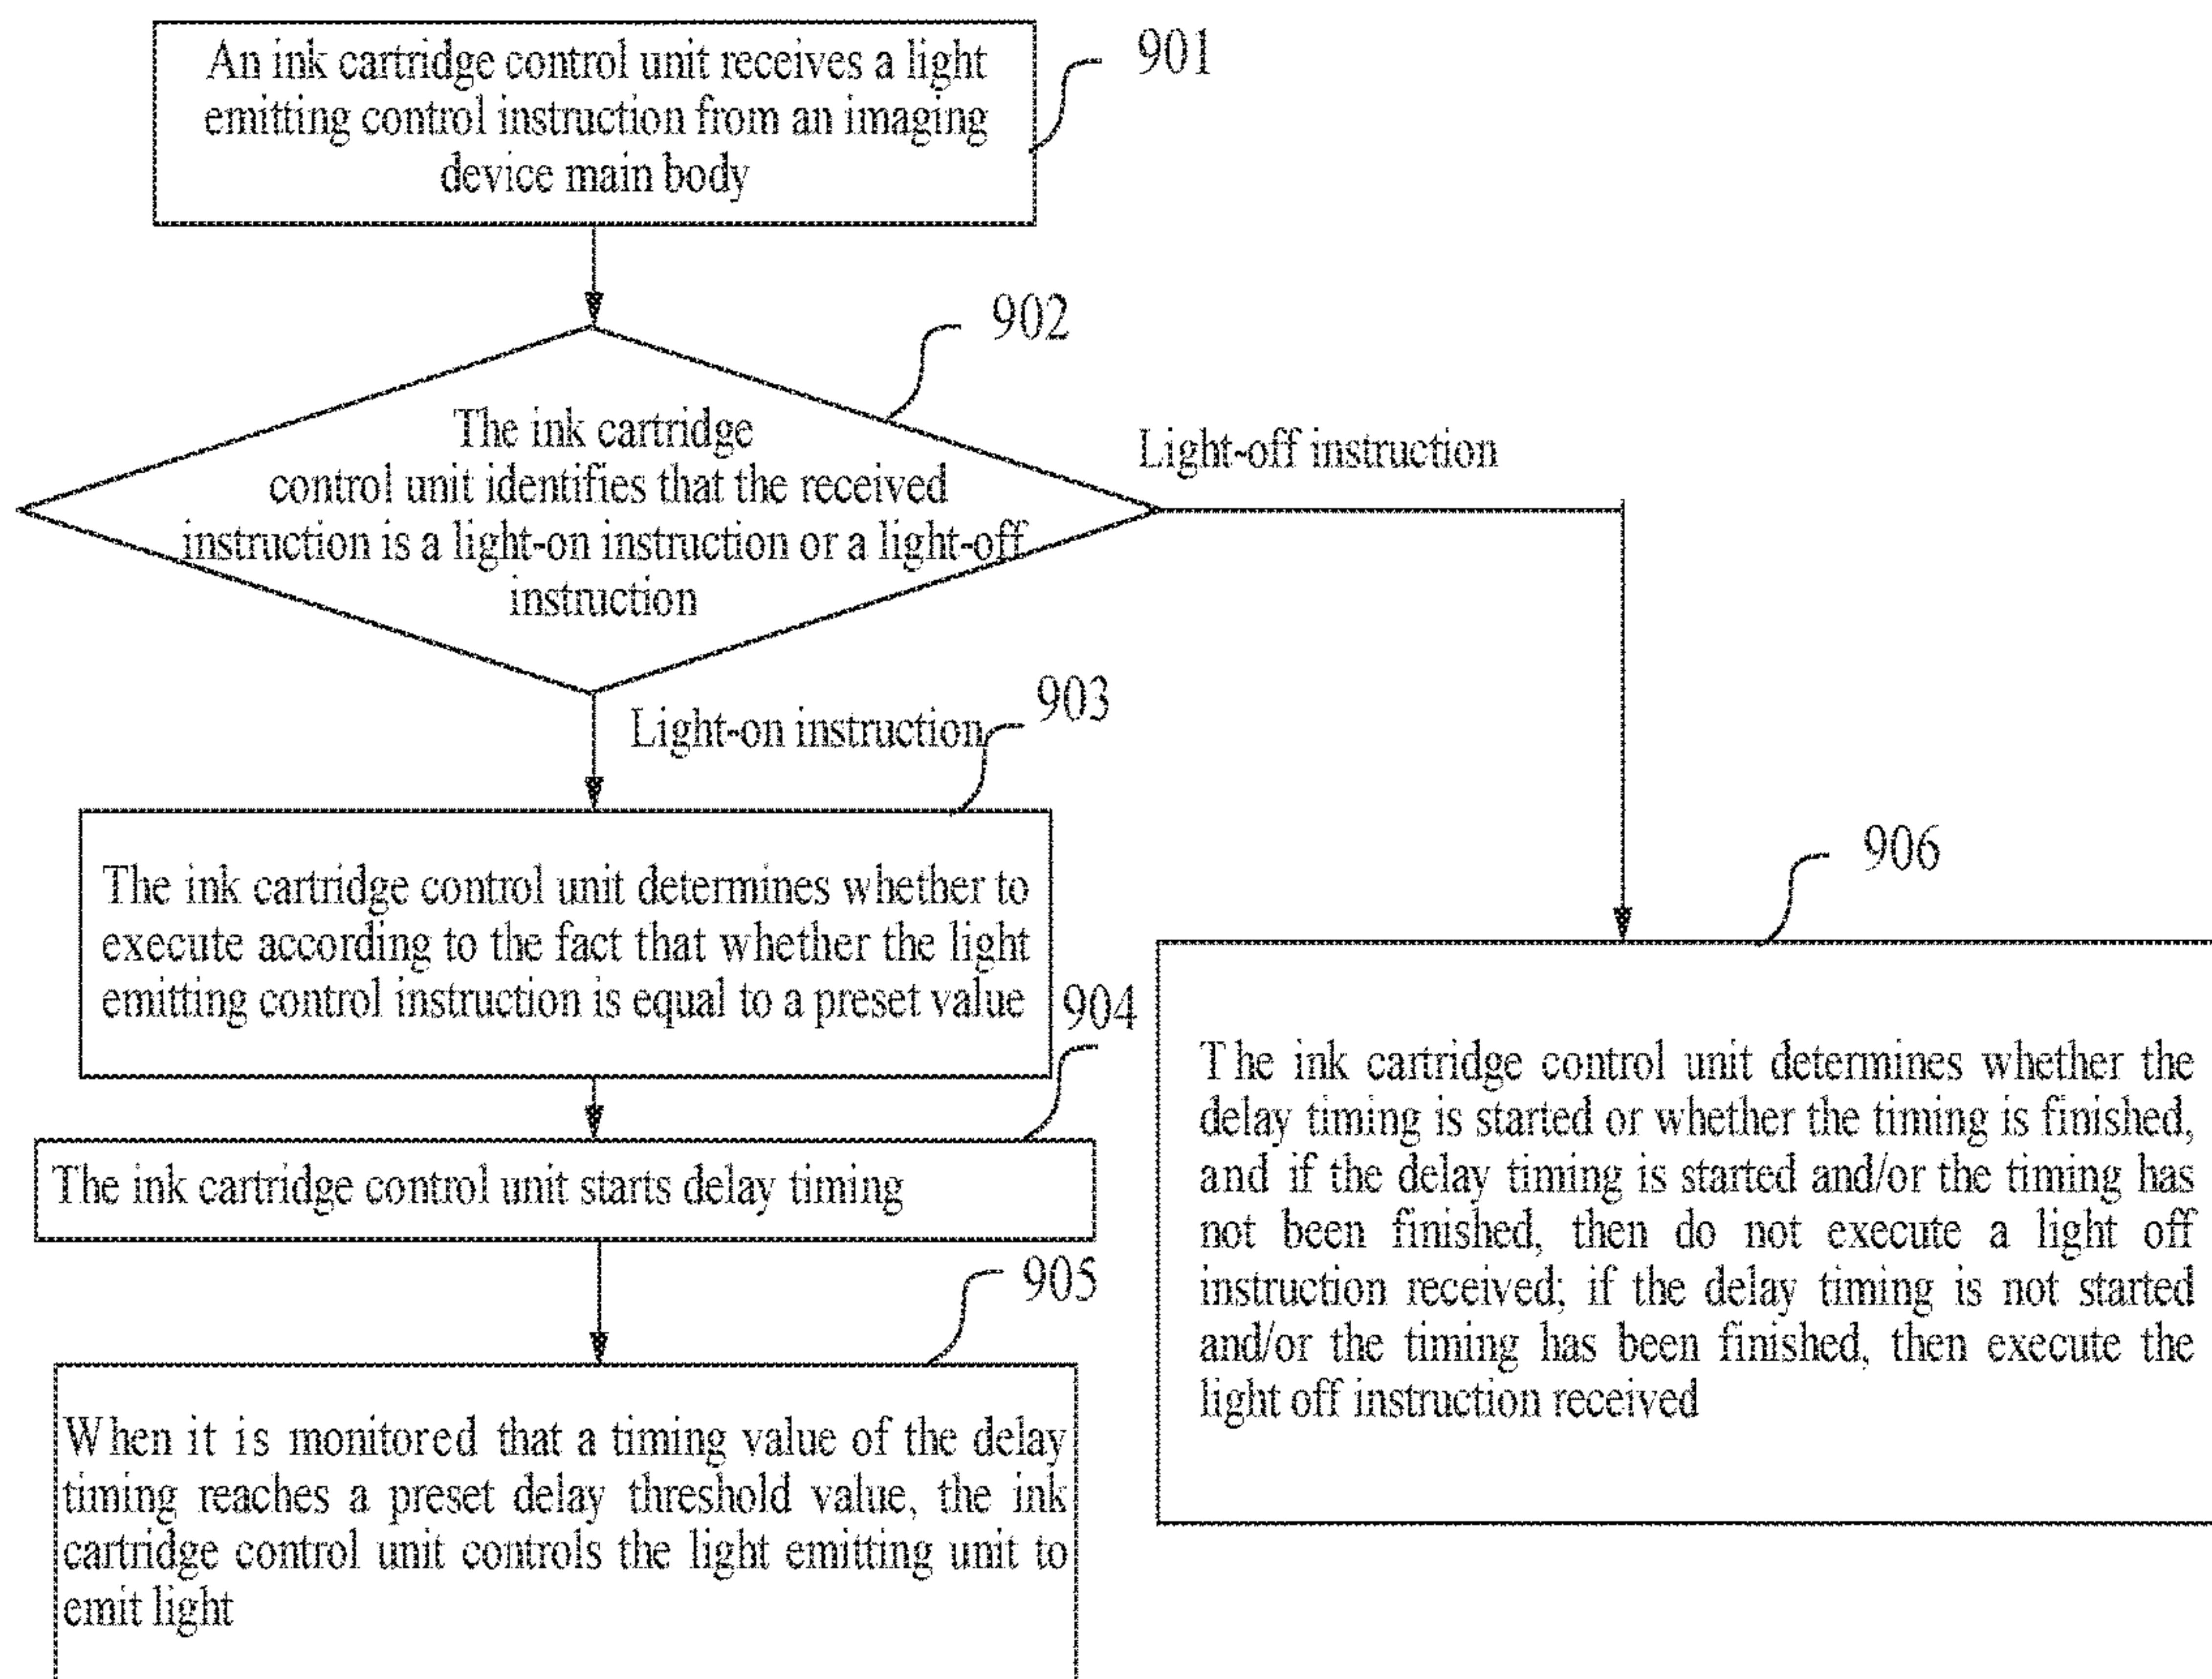 An ink cartridge control unit receives a light
emitting control instruction from an imaging
device main body
901
902
The ink cartridge
control unit identifies that the received
instruction is a light-on instruction or a light-off
instruction
Light-off instruction
Light-on instruction
903
The ink cartridge control unit determines whether to
execute according to the fact that whether the light
emitting control instruction is equal to a preset value
904
The ink cartridge control unit starts delay timing
905
When it is monitored that a timing value of the delay
timing reaches a preset delay threshold value, the ink
cartridge control unit controls the light emitting unit to
emit light
906
The ink cartridge control unit determines whether the
delay timing is started or whether the timing is finished,
and if the delay timing is started and/or the timing has
not been finished, then do not execute a light off
instruction received; if the delay timing is not started
and/or the timing has been finished, then execute the
light off instruction received